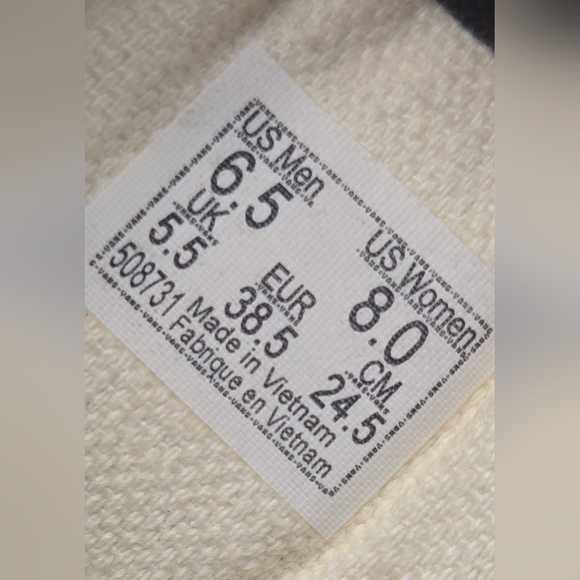 US Men
6.5
US Women
8.0
UK
5.5
EUR
38.5
CM
24.5
508731 Made in Vietnam
Fabrique en Vietnam